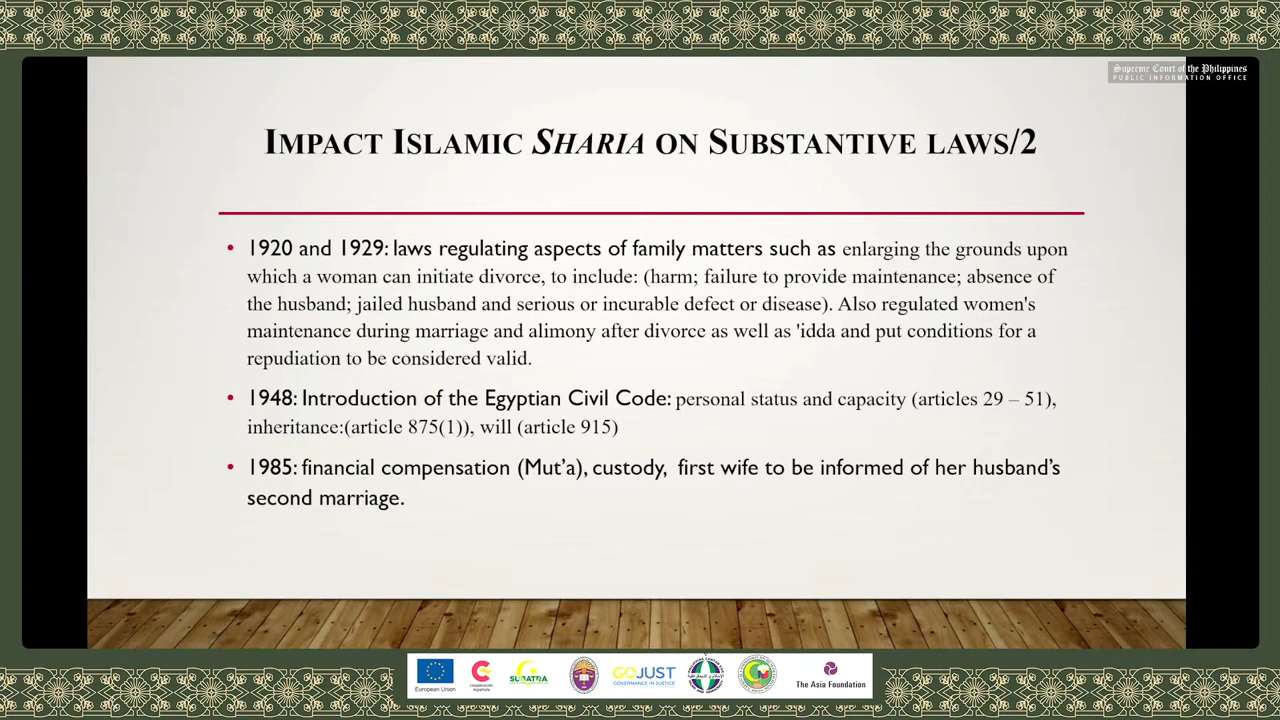 Supreme Court of the Philippines
PUBLIC INFORMATION OFFICE
IMPACT ISLAMIC SHARIA ON SUBSTANTIVE LAWS/2
• 1920 and 1929: laws regulating aspects of family matters such as enlarging the grounds upon
which a woman can initiate divorce, to include: (harm; failure to provide maintenance; absence of
the husband; jailed husband and serious or incurable defect or disease). Also regulated women's
maintenance during marriage and alimony after divorce as well as 'idda and put conditions for a
repudiation to be considered valid.
• 1948: Introduction of the Egyptian Civil Code: personal status and capacity (articles 29 – 51),
inheritance:(article 875(1)), will (article 915)
• 1985: financial compensation (Mut’a), custody, first wife to be informed of her husband’s
second marriage.
European Union
cooperación
española
SUBATRA
GOJUST
GOVERNANCE IN JUSTICE
The Asia Foundation